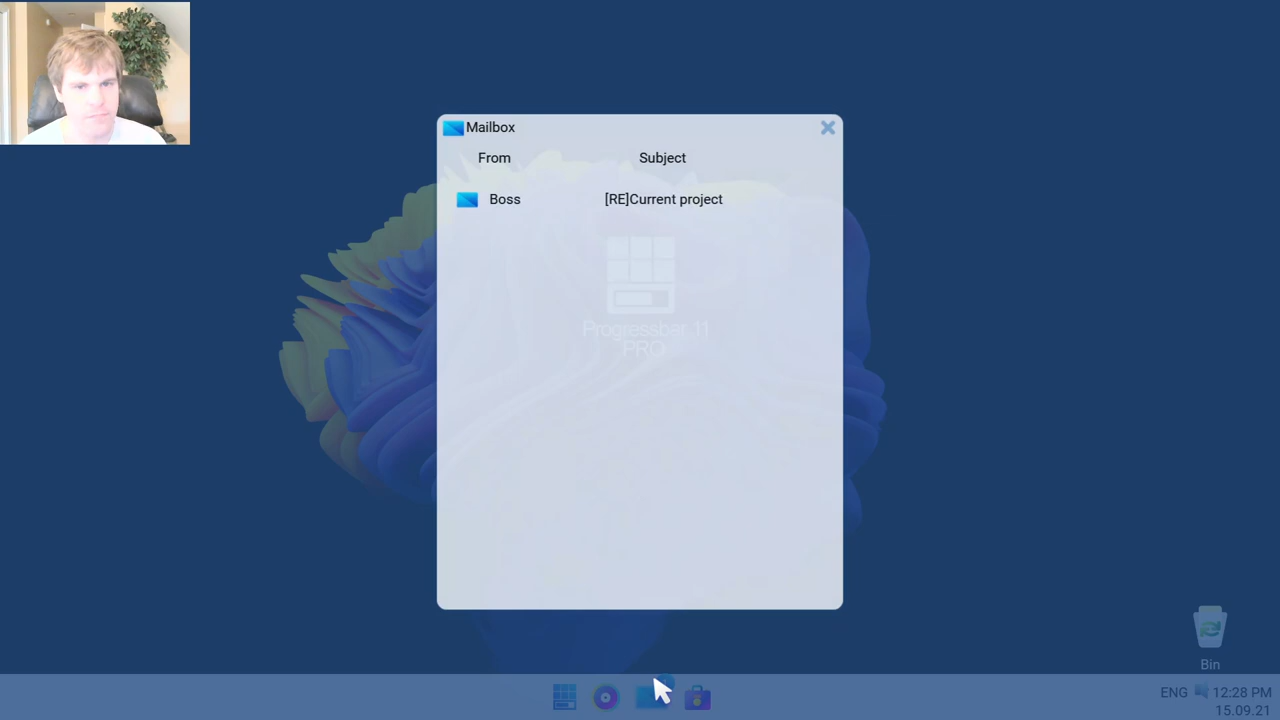 Mailbox
From Subject
Boss [RE]Current project
Progressbar 11
PRO
Bin
ENG 12:28 PM
15.09.21